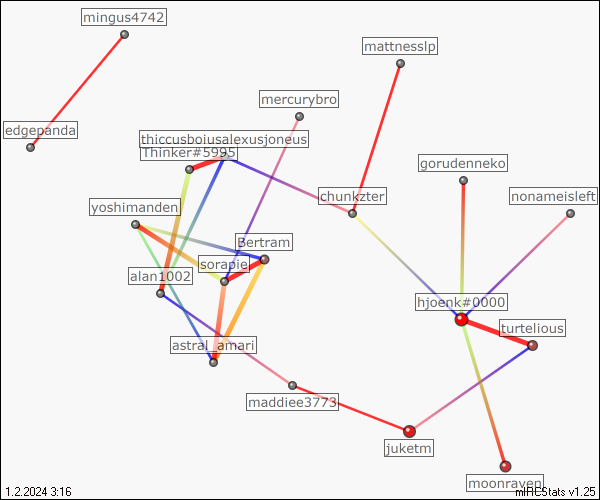 mingus4742
mattnesslp
mercurybro
edgepanda
thiccusboiusalexusjoneus
Thinker#5995
gorudenneko
chunkzter
nonameisleft
yoshimanden
Bertram
sorapie
alan1002
hjoenk#0000
turtelious
astral_amari
maddiee3773
juketm
moonraven
1.2.2024 3:16
mIRCStats v1.25